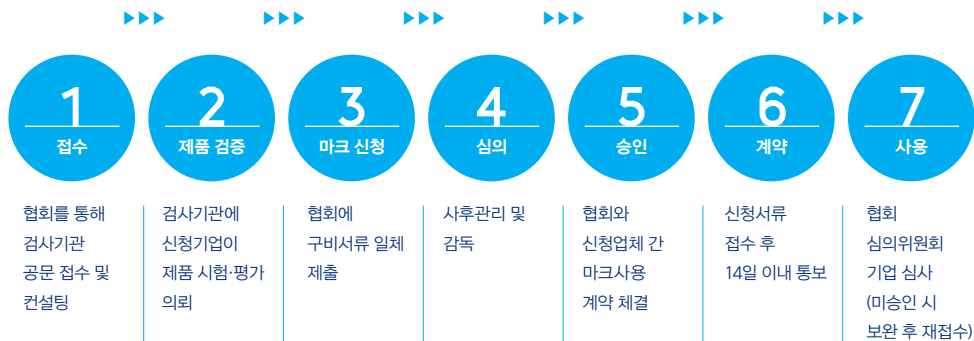 1
접수
협회를 통해
검사기관
공문 접수 및
컨설팅
2
제품 검증
검사기관에
신청기업이
제품 시험·평가
의뢰
3
마크 신청
협회에
구비서류 일체
제출
4
심의
사후관리 및
감독
5
승인
협회와
신청업체 간
마크사용
계약 체결
6
계약
신청서류
접수 후
14일 이내 통보
7
사용
협회
심의위원회
기업 심사
(미승인 시
보완 후 재접수)